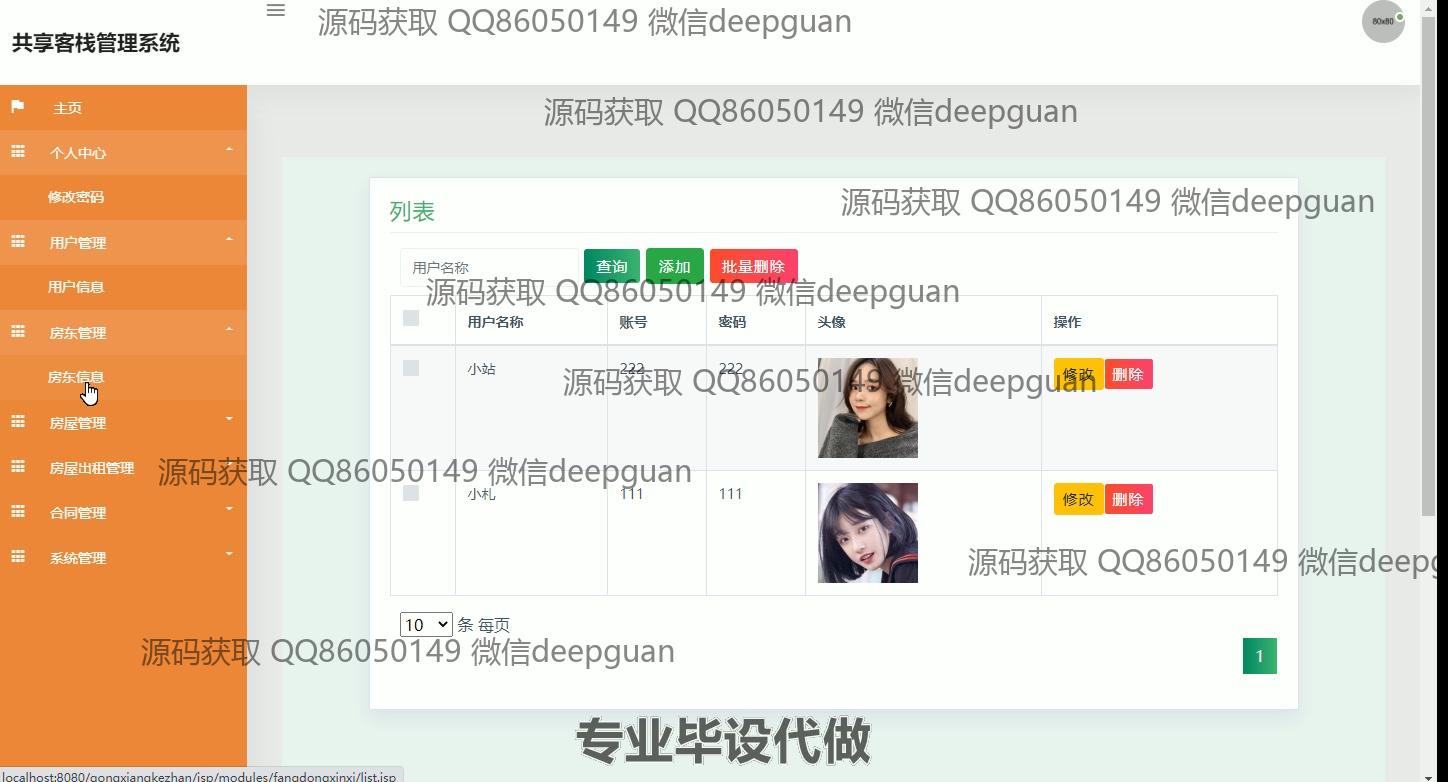 源码获取 QQ86050149 微信deepguan
80x80
共享客栈管理系统
主页
源码获取 QQ86050149 微信deepguan
个人中心
修改密码
源码获取 QQ86050149 微信deepguan
列表
用户管理
用户名称 查询 添加 批量删除
用户信息
源码获取 QQ86050149 微信deepguan
用户名称 账号 密码 头像 操作
房东管理
小站 222 222 修改 删除
房东信息
源码获取 QQ86050149 微信deepguan
房屋管理
房屋出租管理
源码获取 QQ86050149 微信deepguan
小札 111 111 修改 删除
合同管理
系统管理
源码获取 QQ86050149 微信deepg
10 条 每页
源码获取 QQ86050149 微信deepguan
1
专业毕设代做
localhost:8080/gongxiangkezhan/jsp/modules/fangdongxinxi/list.jsp